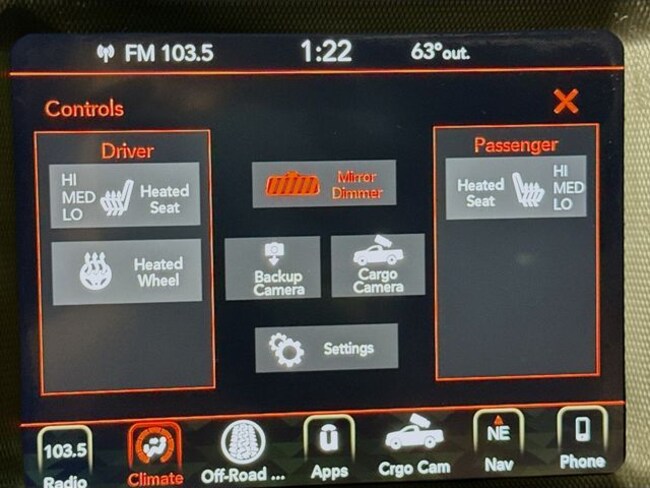 FM 103.5 1:22 63° out.
Controls
Driver
Passenger
HI
MED
LO
Heated
Seat
Mirror
Dimmer
Heated
Seat
HI
MED
LO
Heated
Wheel
Backup
Camera
Cargo
Camera
Settings
103.5
Radio
Climate
Off-Road ...
Apps
Crgo Cam
NE
Nav
Phone